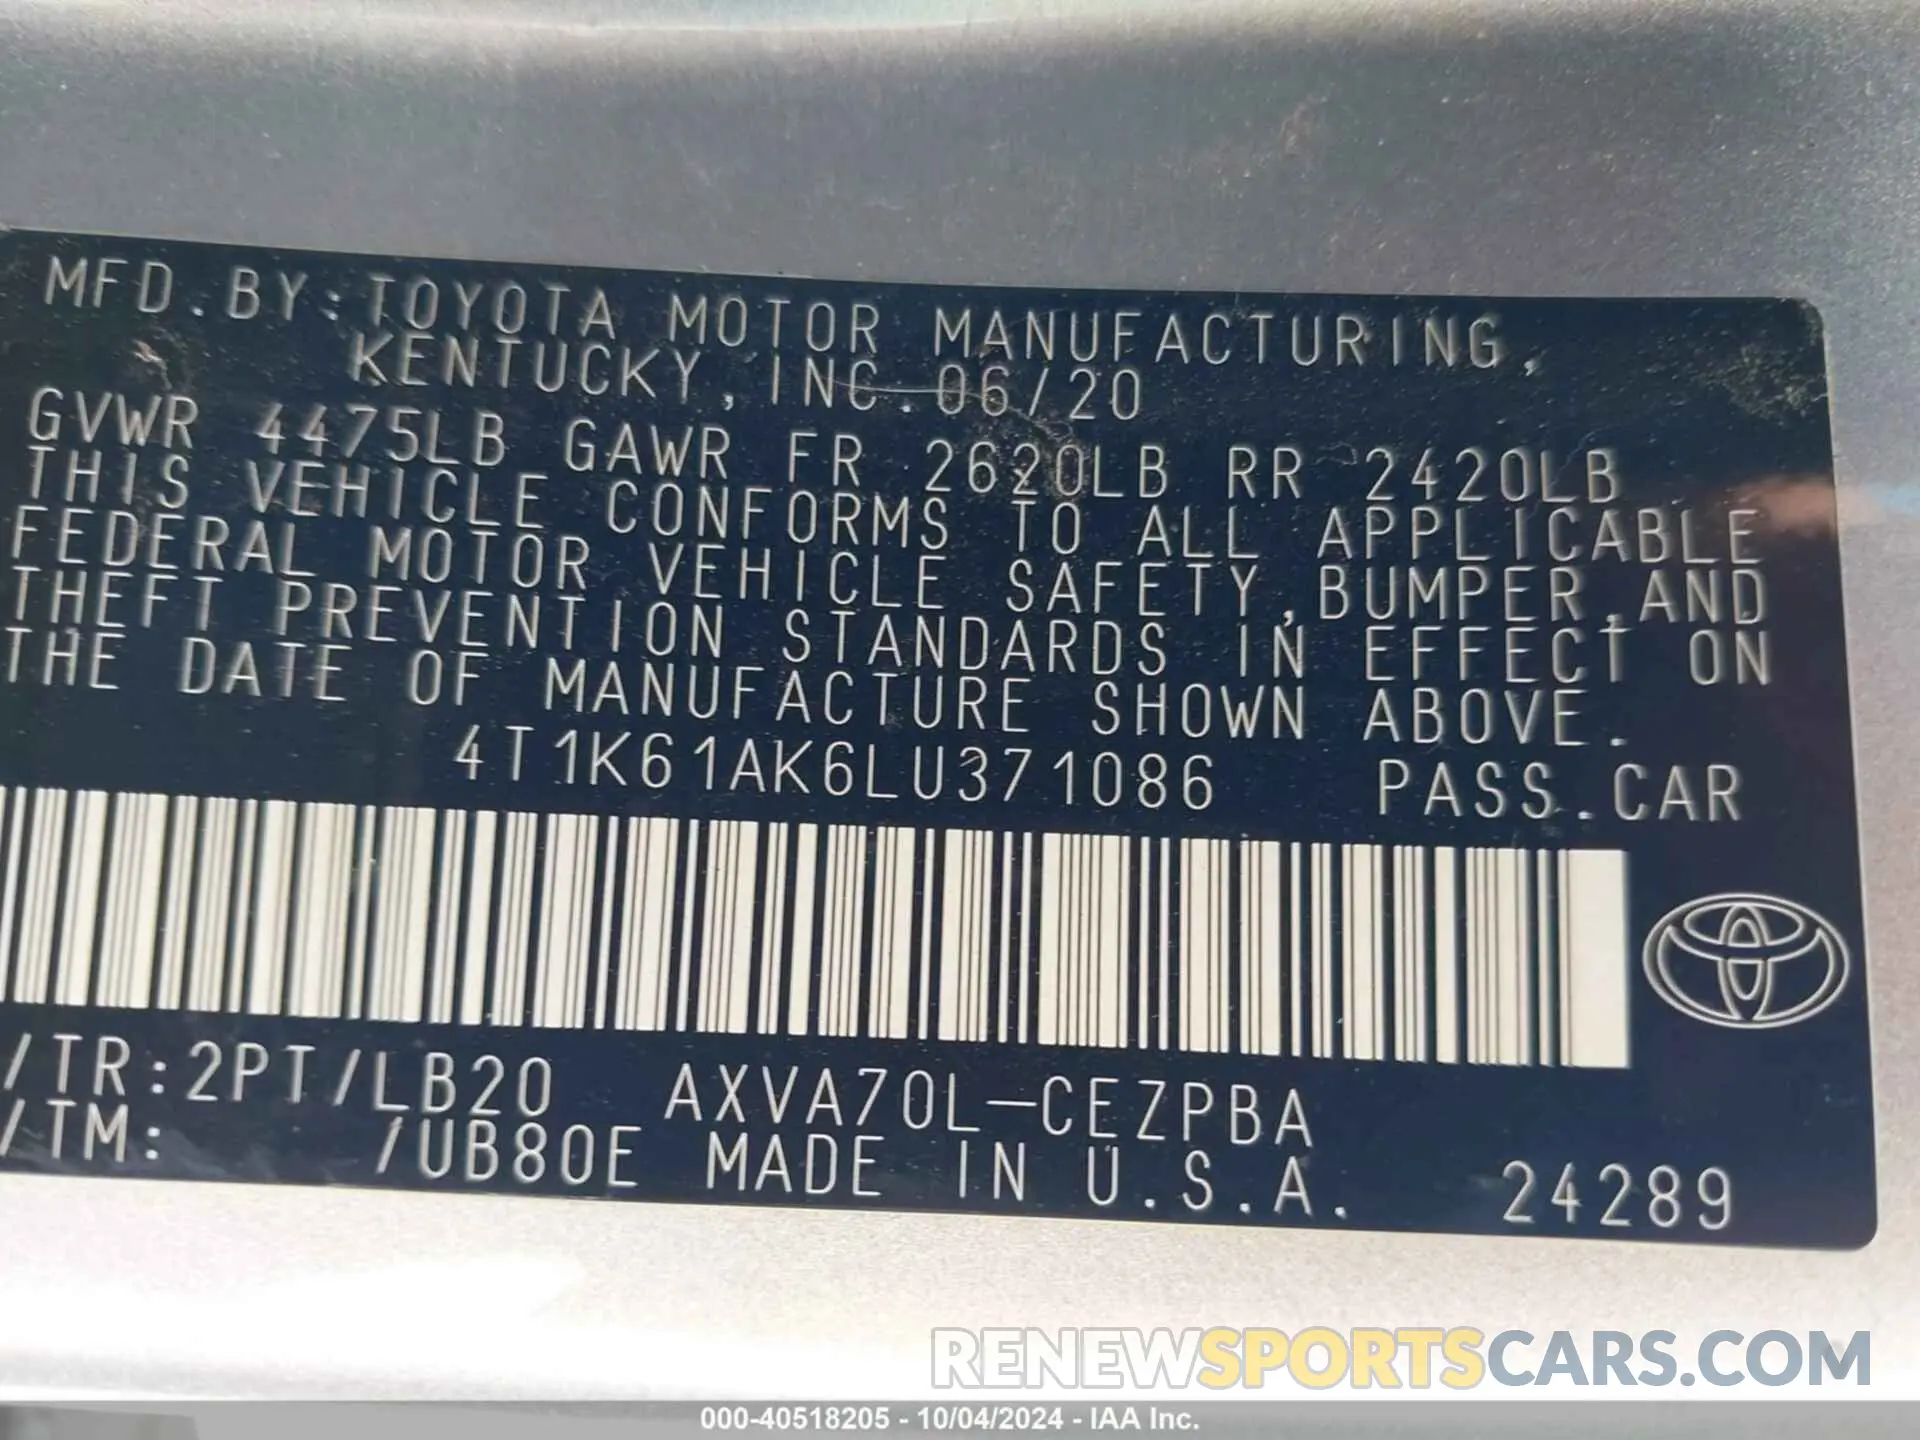 MFD.BY:TOYOTA MOTOR MANUFACTURING,
KENTUCKY,INC.06/20
GVWR 4475LB GAWR FR 2620LB RR 2420LB
THIS VEHICLE CONFORMS TO ALL APPLICABLE
FEDERAL MOTOR VEHICLE SAFETY,BUMPER,AND
THEFT PREVENTION STANDARDS IN EFFECT ON
THE DATE OF MANUFACTURE SHOWN ABOVE.
4T1K61AK6LU371086 PASS.CAR
/TR:2PT/LB20 AXVA70L-CEZPBA
/TM: /UB80E MADE IN U.S.A. 24289
RENEWSPORTSCARS.COM
000-40518205 - 10/04/2024 - IAA Inc.